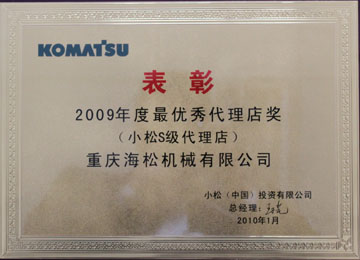 KOMATSU
表彰
2009年度最优秀代理店奖
（小松S级代理店）
重庆海松机械有限公司
小松（中国）投资有限公司
总经理：
2010年1月